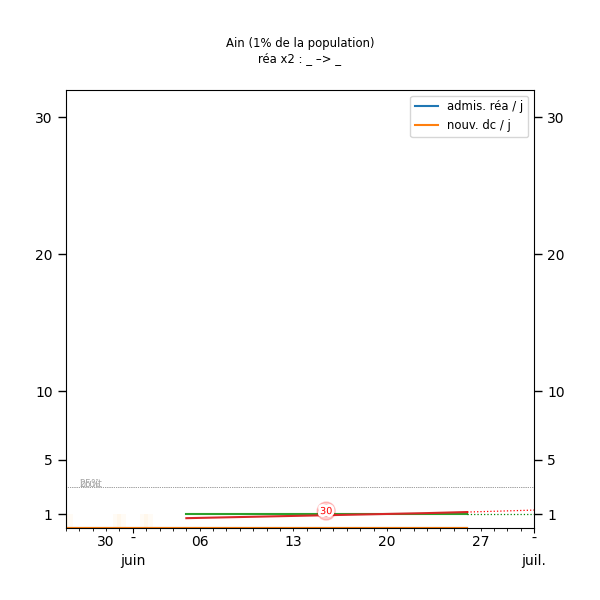 Ain (1% de la population)
réa x2 : _ –> _
admis. réa / j
nouv. dc / j
30 30
20 20
10 10
5 5
30
1 1
30 - 06 13 20 27 -
juin juil.